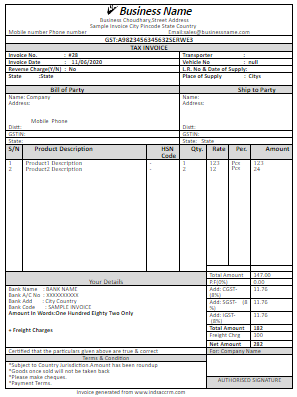 Business Name
Business Choudhary,Street Address
Sample Invoice City Pincode State Country
Mobile number Phone number Email:sales@businessname.com
GST:A98234563456325ERWE3
TAX INVOICE
Invoice No. : #28 Transporter :
Invoice Date : 11/06/2020 Vehicle No : null
Reverse Charge(Y/N) : No L.R. No & Date of Supply:
State :State Place of Supply : Citys
Bill of Party Ship to Party
Name: Company Name:
Address: Address:
Mobile Phone
Distt: Distt:
GSTIN: GSTIN:
State: State: State
S/N Product Description HSN Code Qty. Rate Per. Amount
1 Product1 Description - 1 123 Pcs 123
2 Product2 Description - 2 12 Pcs 24
Total Amount 147.00
Your Details P.F(0%) 0.00
Bank Name : BANK NAME Add: CGST-(8%) 11.76
Bank A/C No : XXXXXXXXXX
Bank Add : City Country Add: SGST- (8%) 11.76
Bank Code : SAMPLE INVOICE
Amount In Words:One Hundred Eighty Two Only Add: IGST-(8%) 11.76
+ Freight Charges Total Amount 182
Freight Chrg 100
Net Amount 282
Certified that the particulars given above are true & correct For: Company Name
Terms & Condition
*Subject to Country Jurisdiction Amount has been roundup
*Goods once sold will not be taken back
*Please make cheques.
*Payment Terms. AUTHORISED SIGNATURE
Invoice generated from www.indsaccrm.com